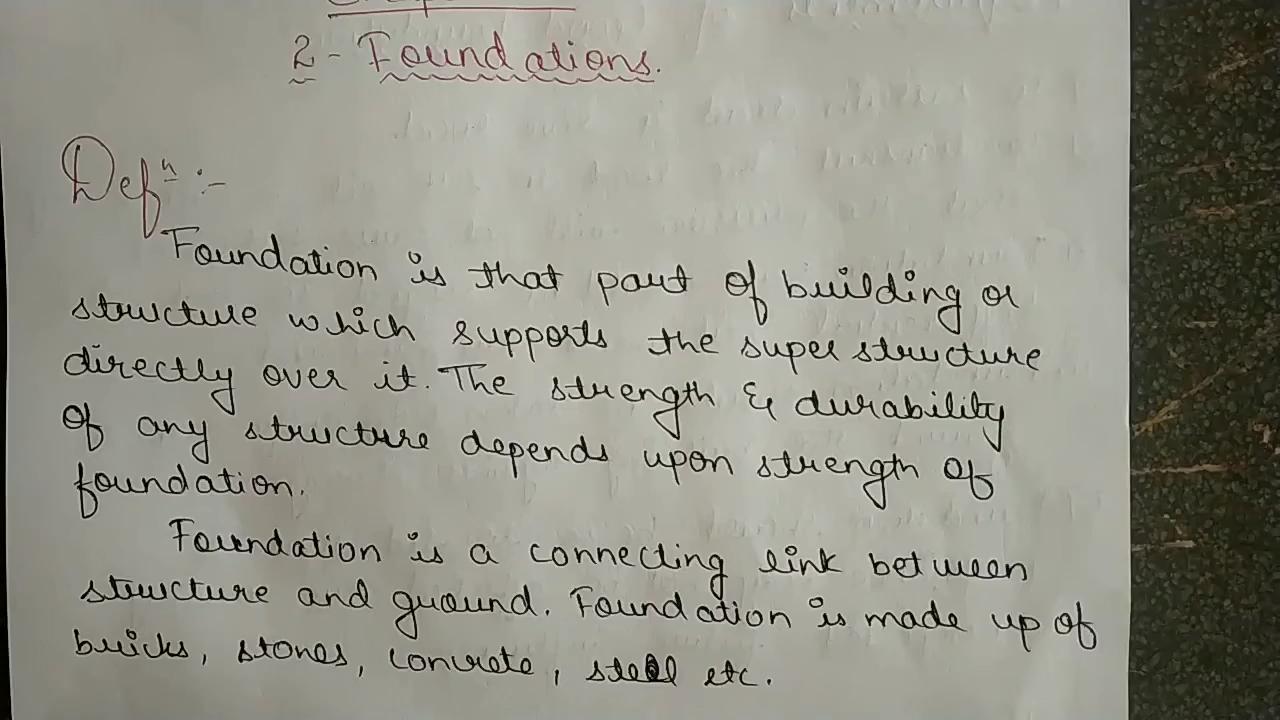 2 - Foundations.
Defⁿ :-
Foundation is that part of building or
structure which supports the super structure
directly over it. The strength & durability
of any structure depends upon strength of
foundation.
Foundation is a connecting link between
structure and ground. Foundation is made up of
bricks, stones, concrete, steel etc.